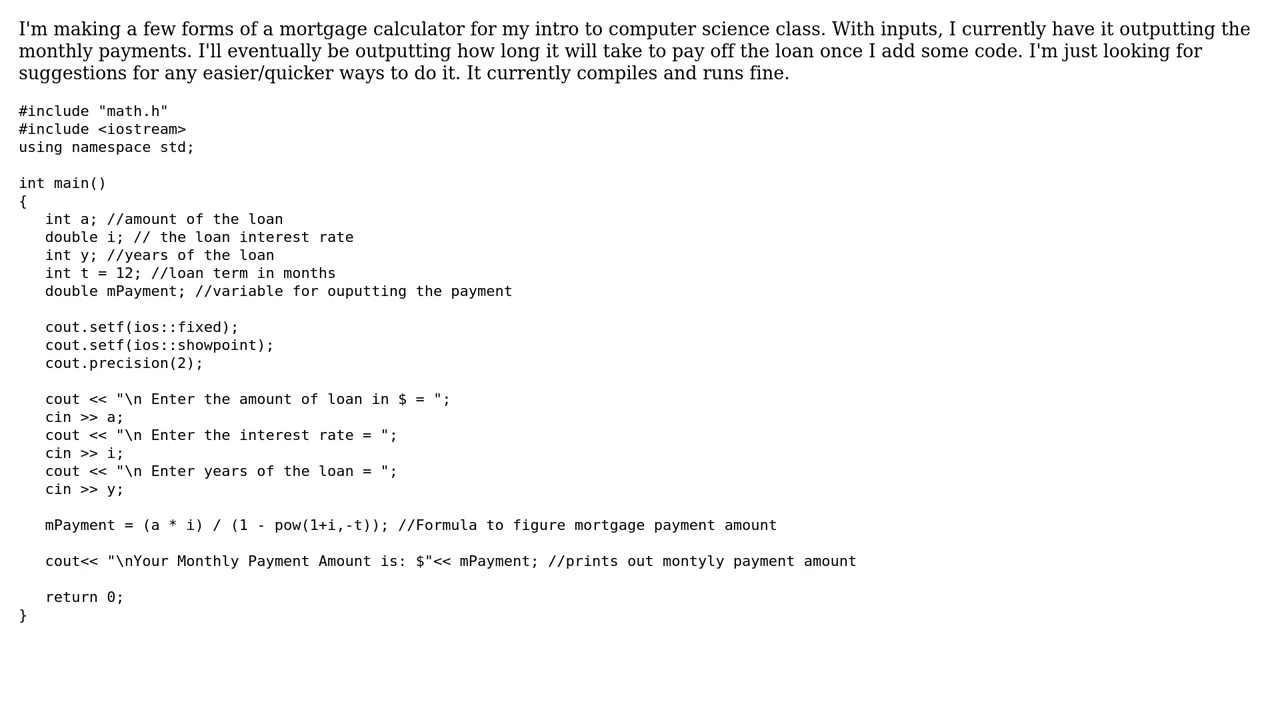 I'm making a few forms of a mortgage calculator for my intro to computer science class. With inputs, I currently have it outputting the
monthly payments. I'll eventually be outputting how long it will take to pay off the loan once I add some code. I'm just looking for
suggestions for any easier/quicker ways to do it. It currently compiles and runs fine.
#include "math.h"
#include <iostream>
using namespace std;
int main()
{
   int a; //amount of the loan
   double i; // the loan interest rate
   int y; //years of the loan
   int t = 12; //loan term in months
   double mPayment; //variable for ouputting the payment
   cout.setf(ios::fixed);
   cout.setf(ios::showpoint);
   cout.precision(2);
   cout << "\n Enter the amount of loan in $ = ";
   cin >> a;
   cout << "\n Enter the interest rate = ";
   cin >> i;
   cout << "\n Enter years of the loan = ";
   cin >> y;
   mPayment = (a * i) / (1 - pow(1+i,-t)); //Formula to figure mortgage payment amount
   cout<< "\nYour Monthly Payment Amount is: $"<< mPayment; //prints out montyly payment amount
   return 0;
}